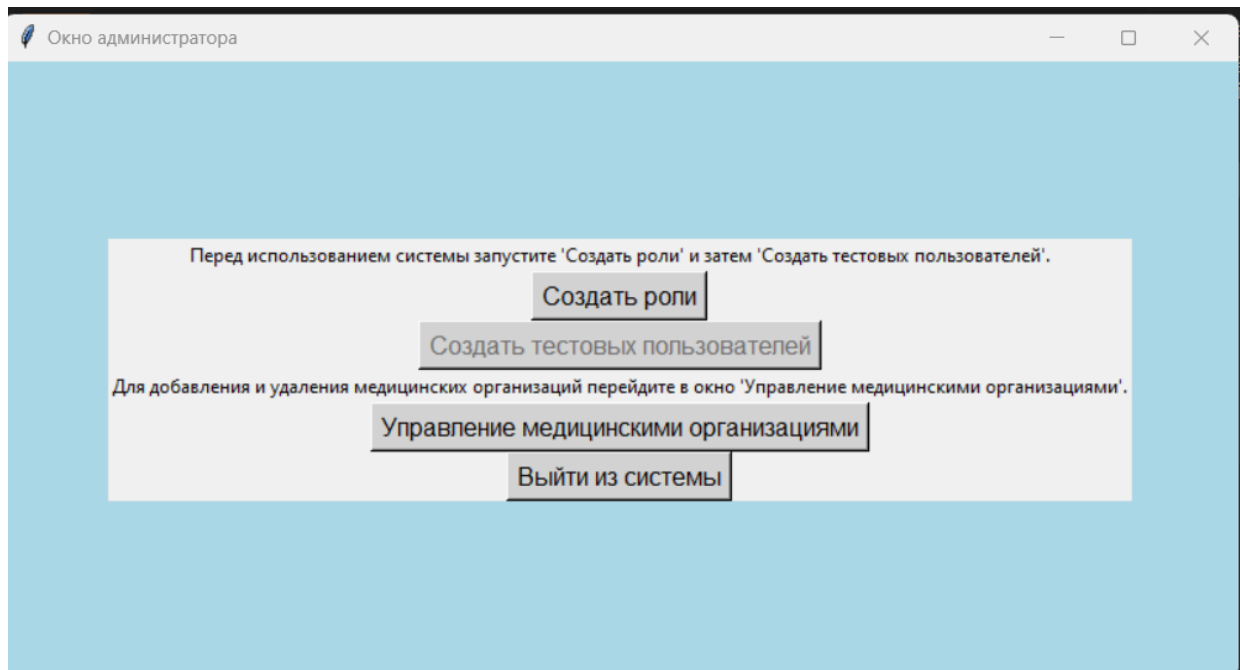 Окно администратора
Перед использованием системы запустите 'Создать роли' и затем 'Создать тестовых пользователей'.
Создать роли
Создать тестовых пользователей
Для добавления и удаления медицинских организаций перейдите в окно 'Управление медицинскими организациями'.
Управление медицинскими организациями
Выйти из системы